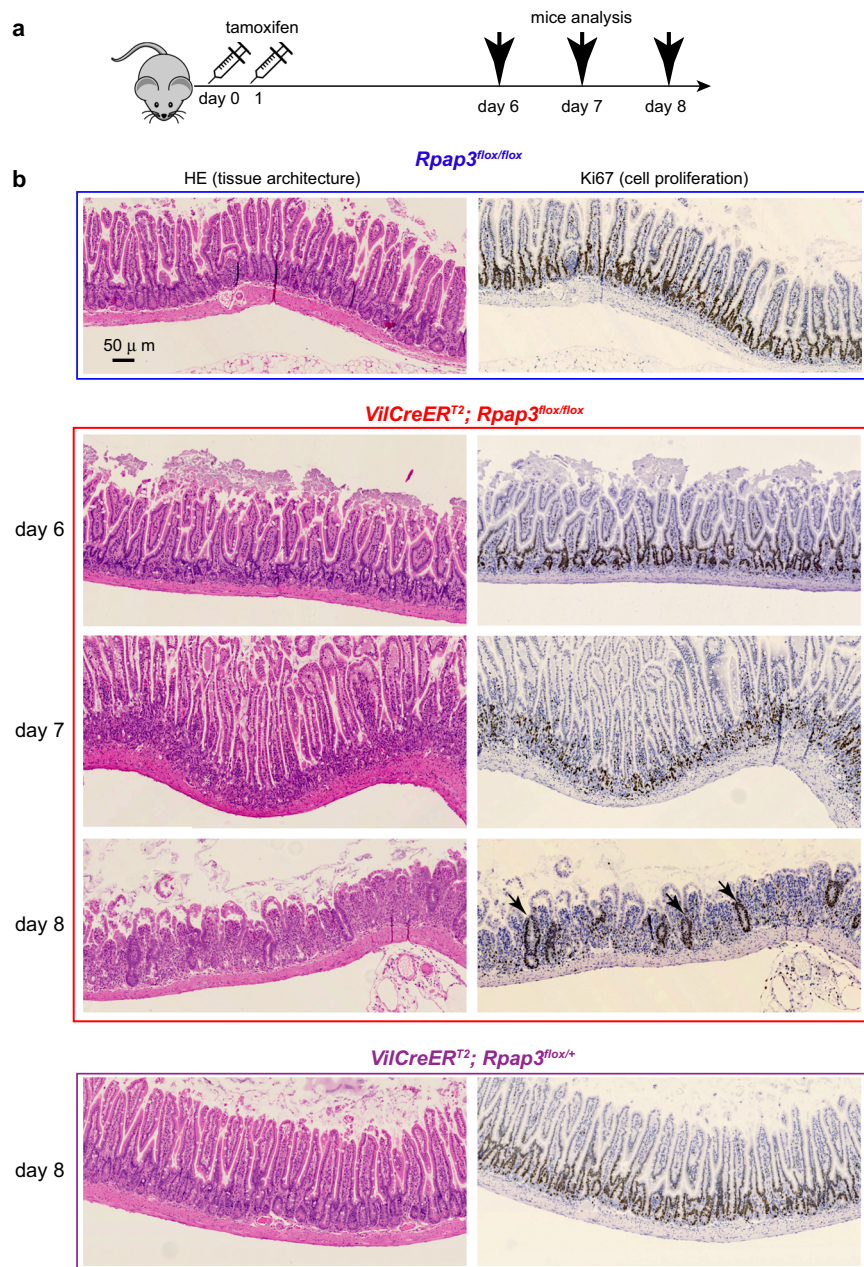 a
tamoxifen
mice analysis
day 0
1
day 6
day 7
day 8
Rpap3flox/flox
b
HE (tissue architecture)
Ki67 (cell proliferation)
50 μ m
VilCreERT2; Rpap3flox/flox
day 6
day 7
day 8
VilCreERT2; Rpap3flox/+
day 8